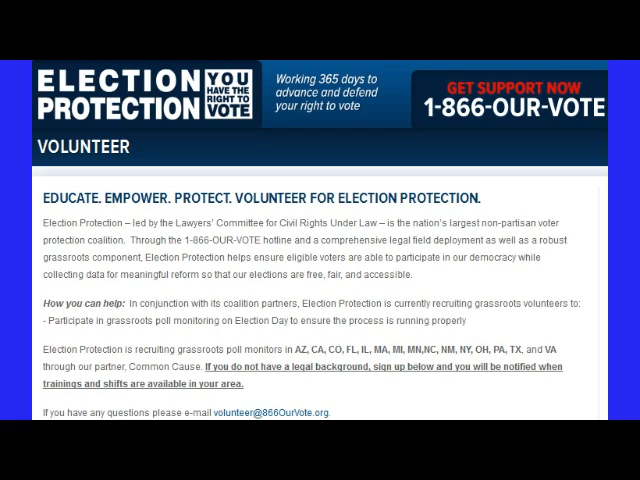 ELECTION PROTECTION
YOU HAVE THE RIGHT TO VOTE
Working 365 days to
advance and defend
your right to vote
GET SUPPORT NOW
1-866-OUR-VOTE
VOLUNTEER
EDUCATE. EMPOWER. PROTECT. VOLUNTEER FOR ELECTION PROTECTION.
Election Protection – led by the Lawyers' Committee for Civil Rights Under Law – is the nation's largest non-partisan voter
protection coalition. Through the 1-866-OUR-VOTE hotline and a comprehensive legal field deployment as well as a robust
grassroots component, Election Protection helps ensure eligible voters are able to participate in our democracy while
collecting data for meaningful reform so that our elections are free, fair, and accessible.
How you can help: In conjunction with its coalition partners, Election Protection is currently recruiting grassroots volunteers to:
- Participate in grassroots poll monitoring on Election Day to ensure the process is running properly
Election Protection is recruiting grassroots poll monitors in AZ, CA, CO, FL, IL, MA, MI, MN,NC, NM, NY, OH, PA, TX, and VA
through our partner, Common Cause. If you do not have a legal background, sign up below and you will be notified when
trainings and shifts are available in your area.
If you have any questions please e-mail volunteer@866OurVote.org.